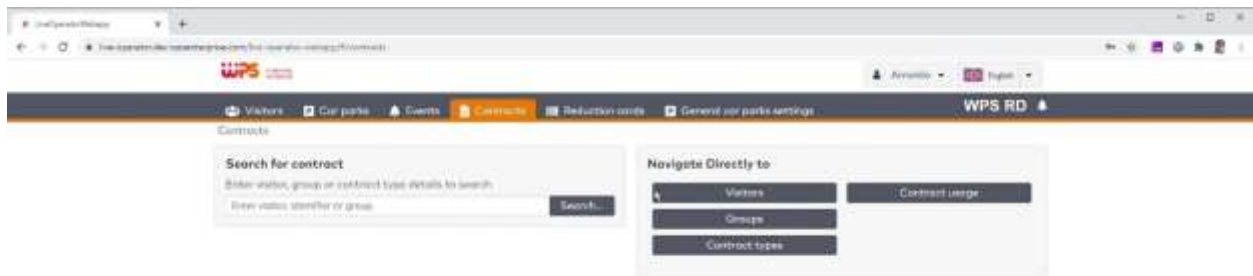 LiveOperatorWebapp
WPS
Armando
English
Visitors
Car parks
Events
Contracts
Reduction cards
General car parks settings
WPS RD
Contracts
Search for contract
Enter visitor, group or contract type details to search
Enter visitor, identifier or group
Search...
Navigate Directly to
Visitors
Contract usage
Groups
Contract types